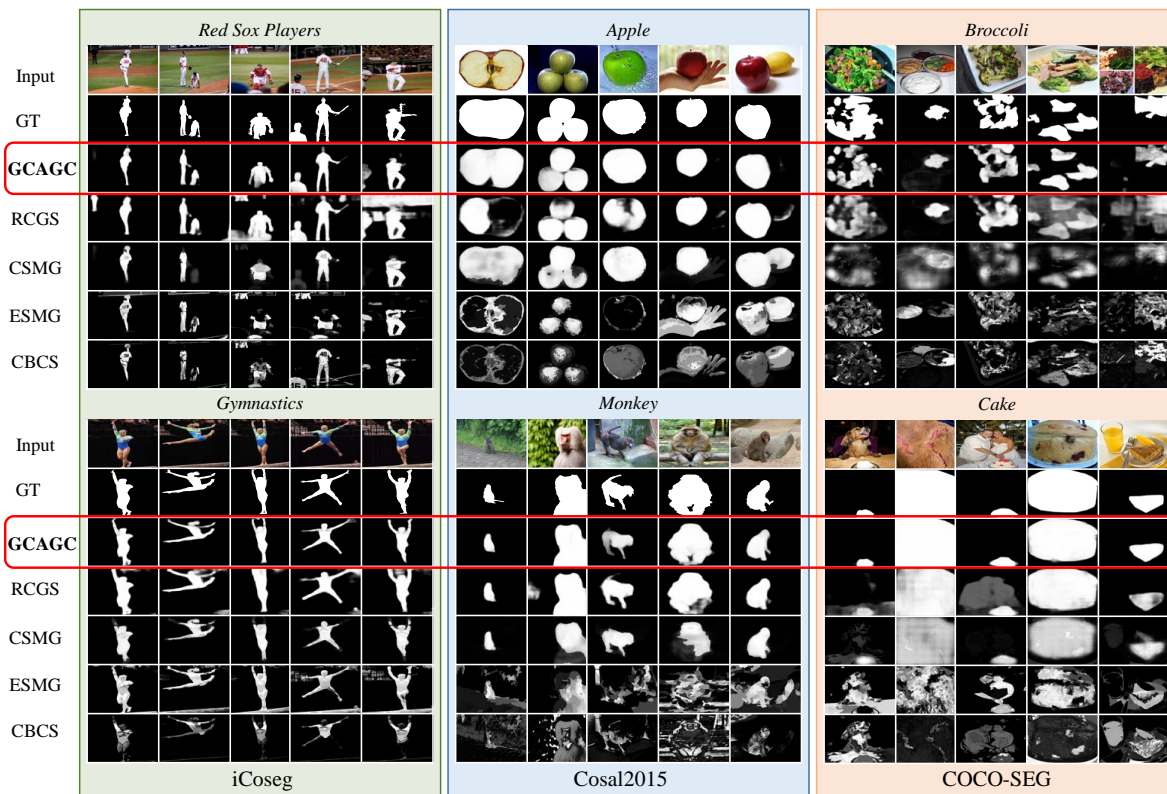 Red Sox Players Apple Broccoli
Input
GT
GCAGC
RCGS
CSMG
ESMG
CBCS
Gymnastics Monkey Cake
Input
GT
GCAGC
RCGS
CSMG
ESMG
CBCS
iCoseg Cosal2015 COCO-SEG